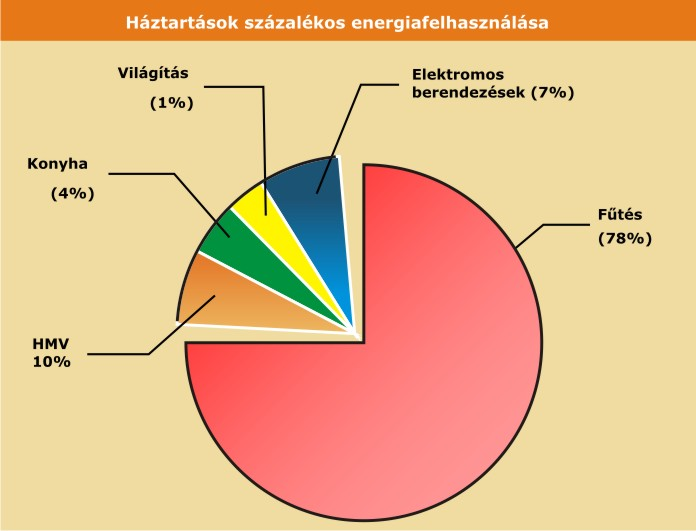 Háztartások százalékos energiafelhasználása
Világítás
(1%)
Elektromos
berendezések (7%)
Konyha
(4%)
Fűtés
(78%)
HMV
10%